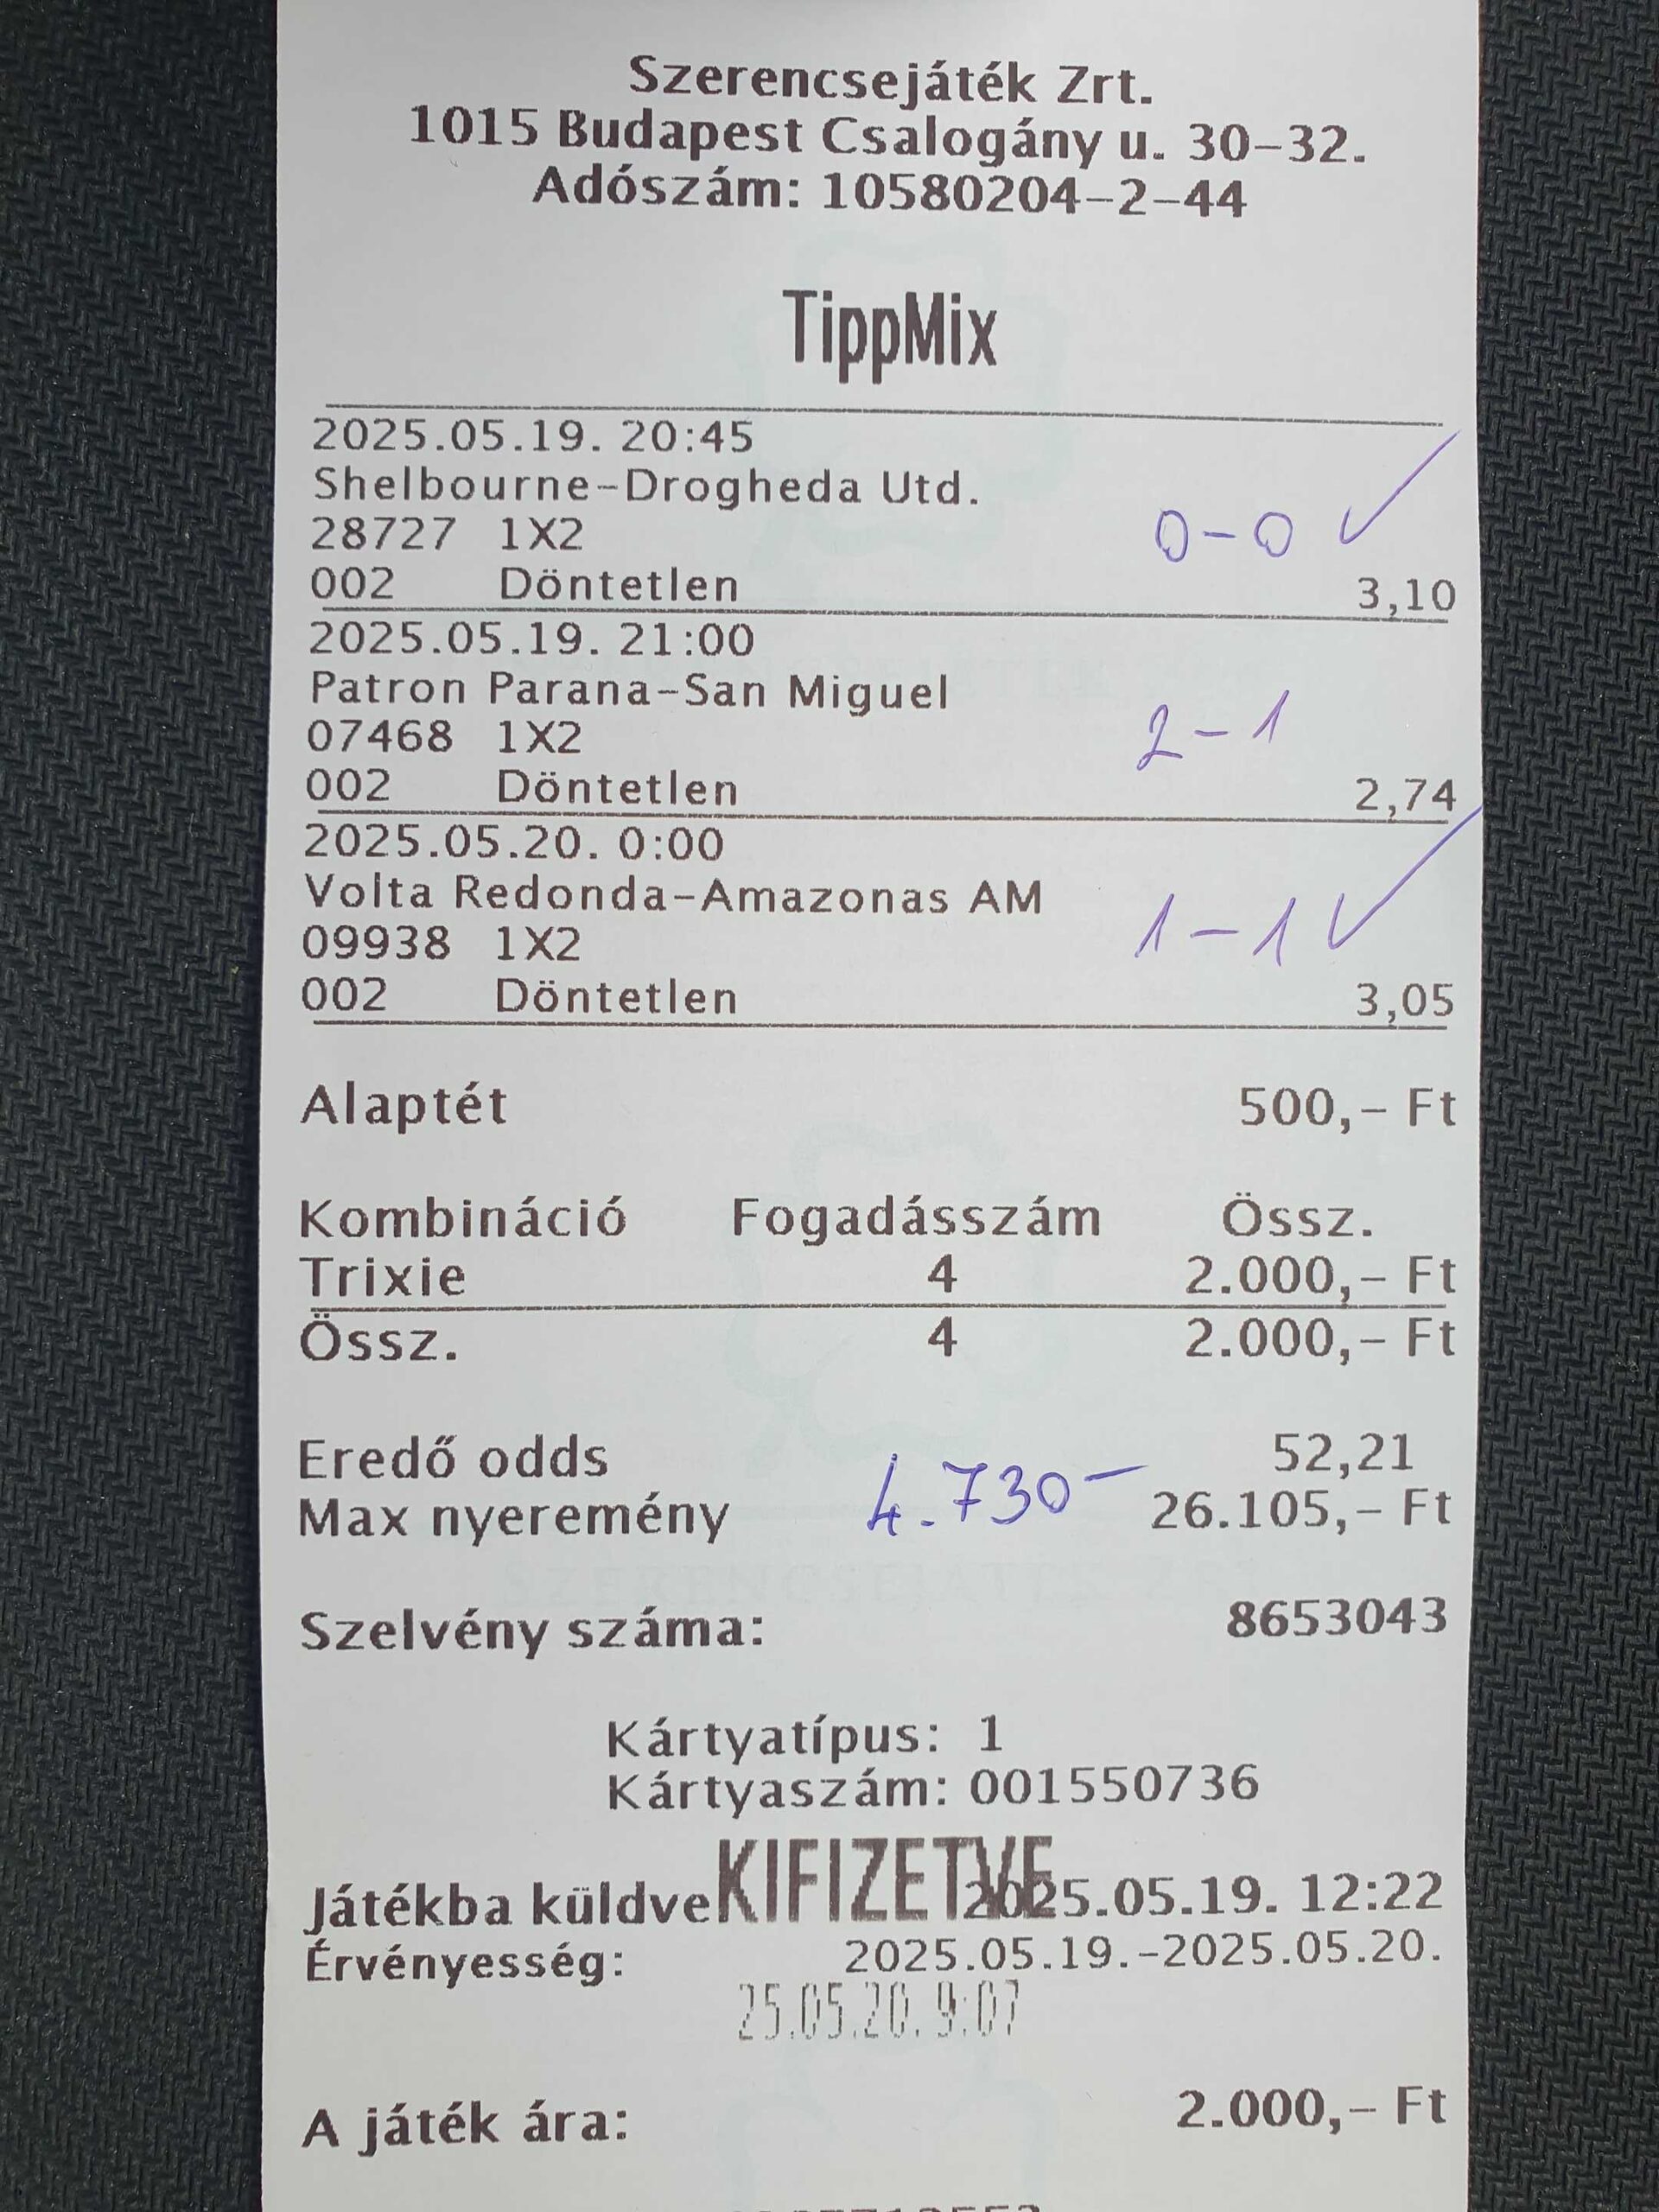 Szerencsejáték Zrt.
1015 Budapest Csalogány u. 30-32.
Adószám: 10580204-2-44
TippMix
2025.05.19. 20:45
Shelbourne-Drogheda Utd.
28727 1X2 0-0 ✓
002 Döntetlen 3,10
2025.05.19. 21:00
Patron Parana-San Miguel
07468 1X2 2-1
002 Döntetlen 2,74
2025.05.20. 0:00
Volta Redonda-Amazonas AM
09938 1X2 1-1 ✓
002 Döntetlen 3,05
Alaptét 500,- Ft
Kombináció Fogadásszám Össz.
Trixie 4 2.000,- Ft
Össz. 4 2.000,- Ft
Eredő odds 52,21
Max nyeremény 4.730- 26.105,- Ft
SZERENCSEJÁTÉK ZRT
Szelvény száma: 8653043
Kártyatípus: 1
Kártyaszám: 001550736
KIFIZETVE
Játékba küldve 2025.05.19. 12:22
Érvényesség: 2025.05.19.-2025.05.20.
25.05.20. 9:07
A játék ára: 2.000,- Ft